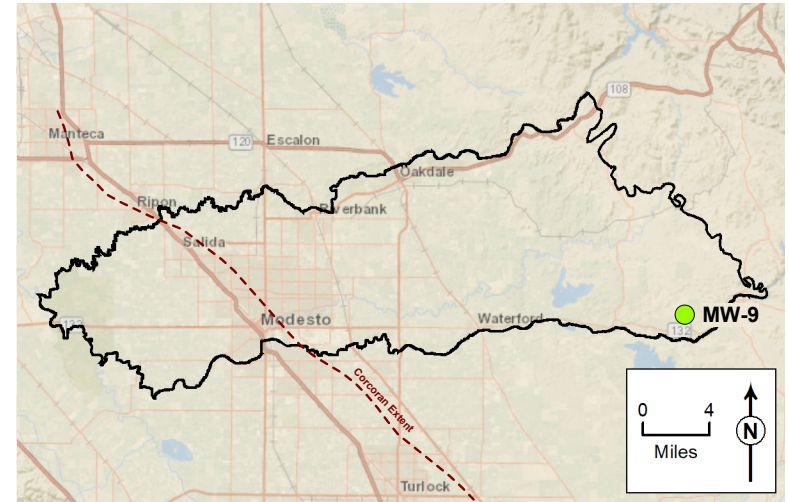 108
Manteca
120
Escalon
Oakdale
Ripon
Riverbank
Salida
MW-9
Modesto
Waterford
132
132
Corcoran Extent
0 4
Miles
N
Turlock